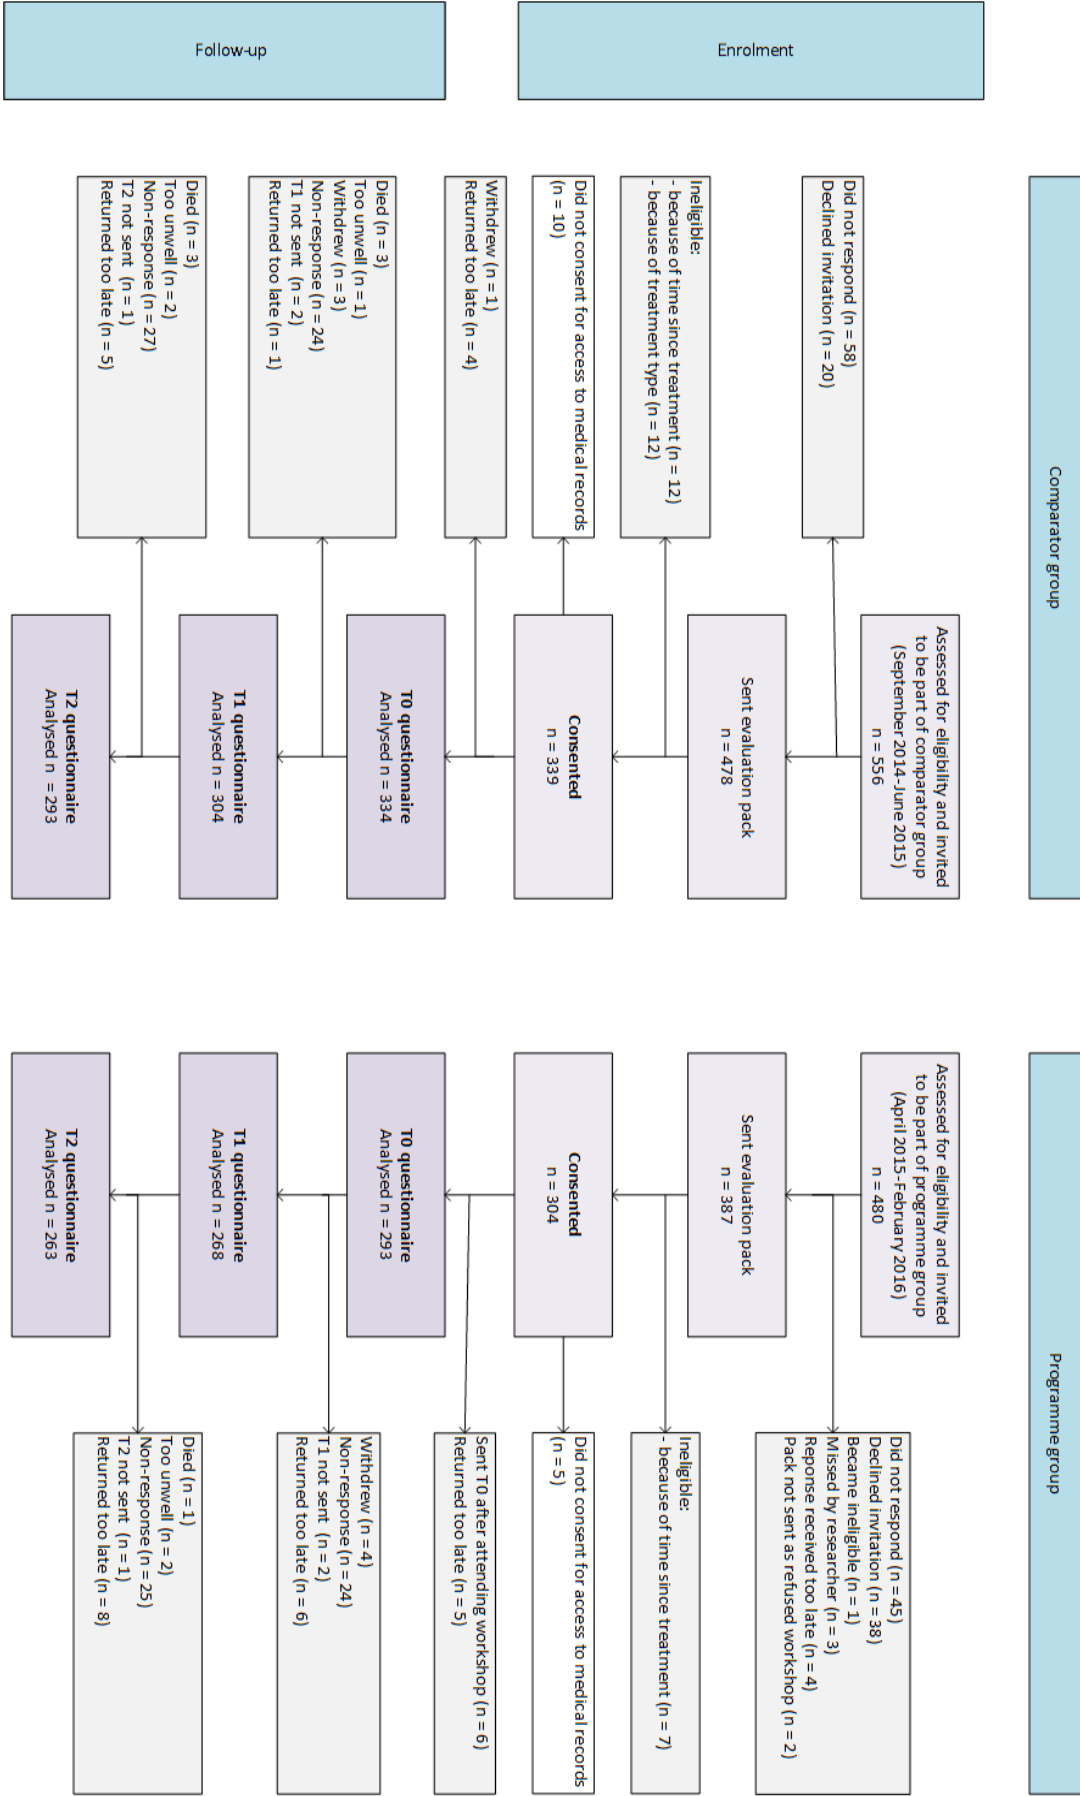 Comparator group
Programme group
Enrolment
Assessed for eligibility and invited
to be part of comparator group
(September 2014-June 2015)
n = 556
Did not respond (n = 58)
Declined invitation (n = 20)
Sent evaluation pack
n = 478
Ineligible:
- because of time since treatment (n = 12)
- because of treatment type (n = 12)
Consented
n = 339
Did not consent for access to medical records
(n = 10)
Assessed for eligibility and invited
to be part of programme group
(April 2015-February 2016)
n = 480
Did not respond (n = 45)
Declined invitation (n = 38)
Became ineligible (n = 1)
Missed by researcher (n = 3)
Reponse received too late (n = 4)
Pack not sent as refused workshop (n = 2)
Sent evaluation pack
n = 387
Ineligible:
- because of time since treatment (n = 7)
Consented
n = 304
Did not consent for access to medical records
(n = 5)
Follow-up
Withdrew (n = 1)
Returned too late (n = 4)
T0 questionnaire
Analysed n = 334
Died (n = 3)
Too unwell (n = 1)
Withdrew (n = 3)
Non-response (n = 24)
T1 not sent (n = 2)
Returned too late (n = 1)
T1 questionnaire
Analysed n = 304
Died (n = 3)
Too unwell (n = 2)
Non-response (n = 27)
T2 not sent (n = 1)
Returned too late (n = 5)
T2 questionnaire
Analysed n = 293
Sent T0 after attending workshop (n = 6)
Returned too late (n = 5)
T0 questionnaire
Analysed n = 293
Withdrew (n = 4)
Non-response (n = 24)
T1 not sent (n = 2)
Returned too late (n = 6)
T1 questionnaire
Analysed n = 268
Died (n = 1)
Too unwell (n = 2)
Non-response (n = 25)
T2 not sent (n = 1)
Returned too late (n = 8)
T2 questionnaire
Analysed n = 263